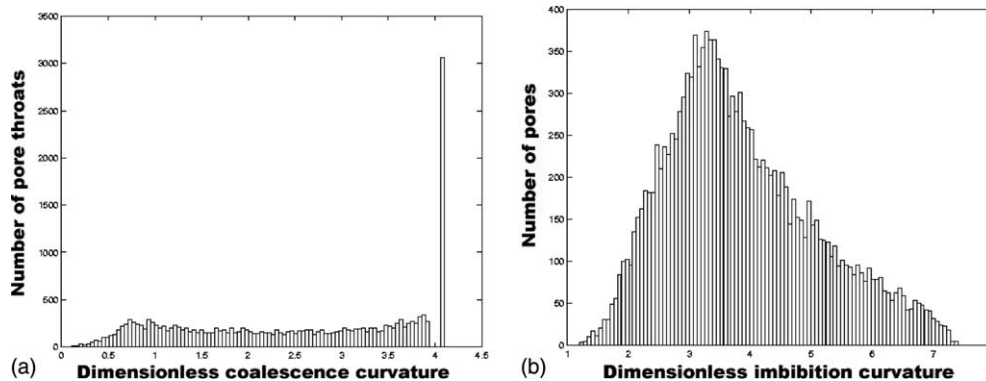 3500
3000
2500
2000
1500
1000
500
0
0 0.5 1 1.5 2 2.5 3 3.5 4 4.5
Number of pore throats
(a) Dimensionless coalescence curvature
400
350
300
250
200
150
100
50
0
1 2 3 4 5 6 7
Number of pores
(b) Dimensionless imbibition curvature